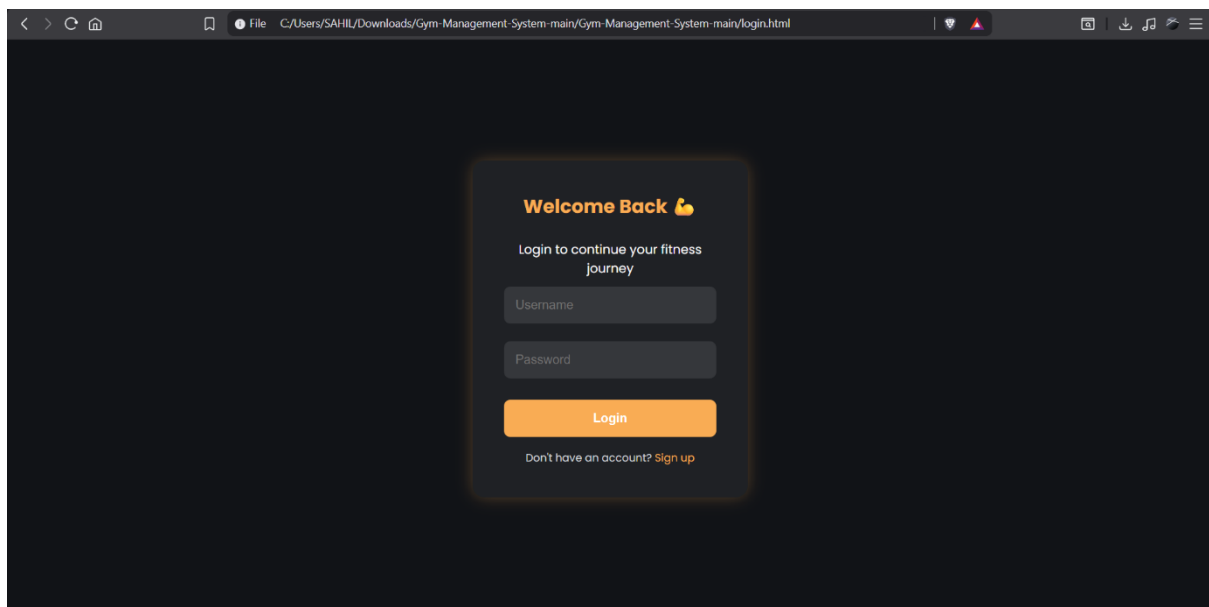 File C:/Users/SAHIL/Downloads/Gym-Management-System-main/Gym-Management-System-main/login.html
Welcome Back 💪
Login to continue your fitness
journey
Username
Password
Login
Don't have an account? Sign up